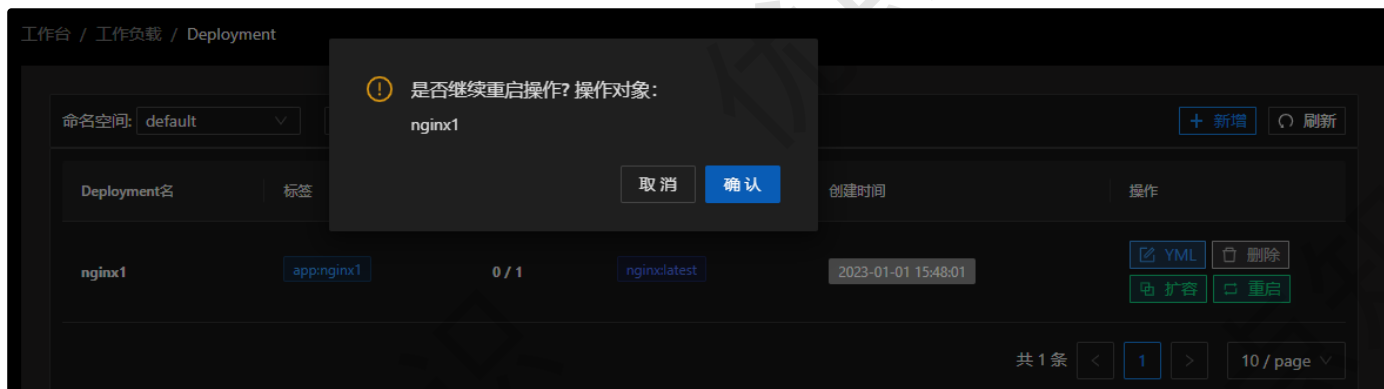 工作台 / 工作负载 / Deployment
是否继续重启操作? 操作对象：
nginx1
取 消 确 认
命名空间: default
+ 新增 刷新
Deployment名 标签 创建时间 操作
nginx1 app:nginx1 0 / 1 nginx:latest 2023-01-01 15:48:01 YML 删除
扩容 重启
共 1 条 < 1 > 10 / page